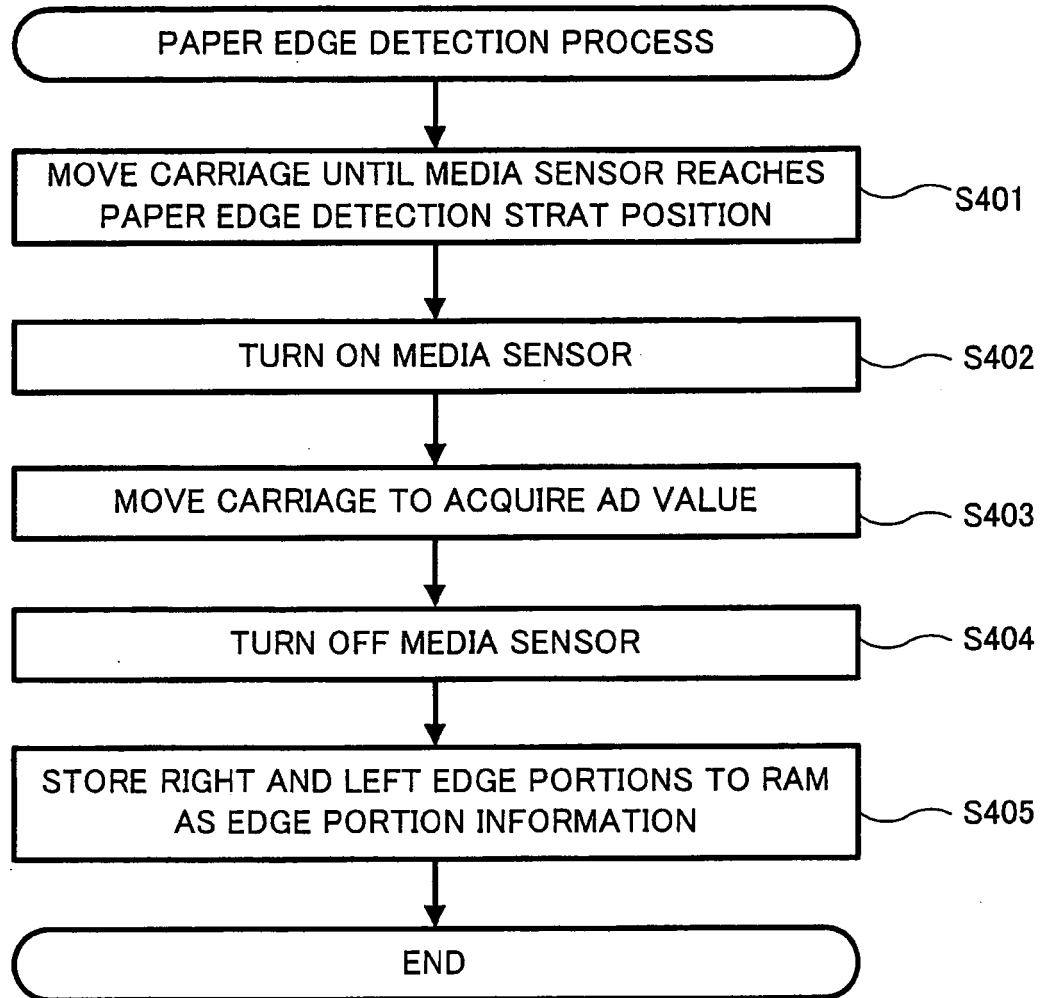 PAPER EDGE DETECTION PROCESS
MOVE CARRIAGE UNTIL MEDIA SENSOR REACHES
PAPER EDGE DETECTION STRAT POSITION
S401
TURN ON MEDIA SENSOR
S402
MOVE CARRIAGE TO ACQUIRE AD VALUE
S403
TURN OFF MEDIA SENSOR
S404
STORE RIGHT AND LEFT EDGE PORTIONS TO RAM
AS EDGE PORTION INFORMATION
S405
END